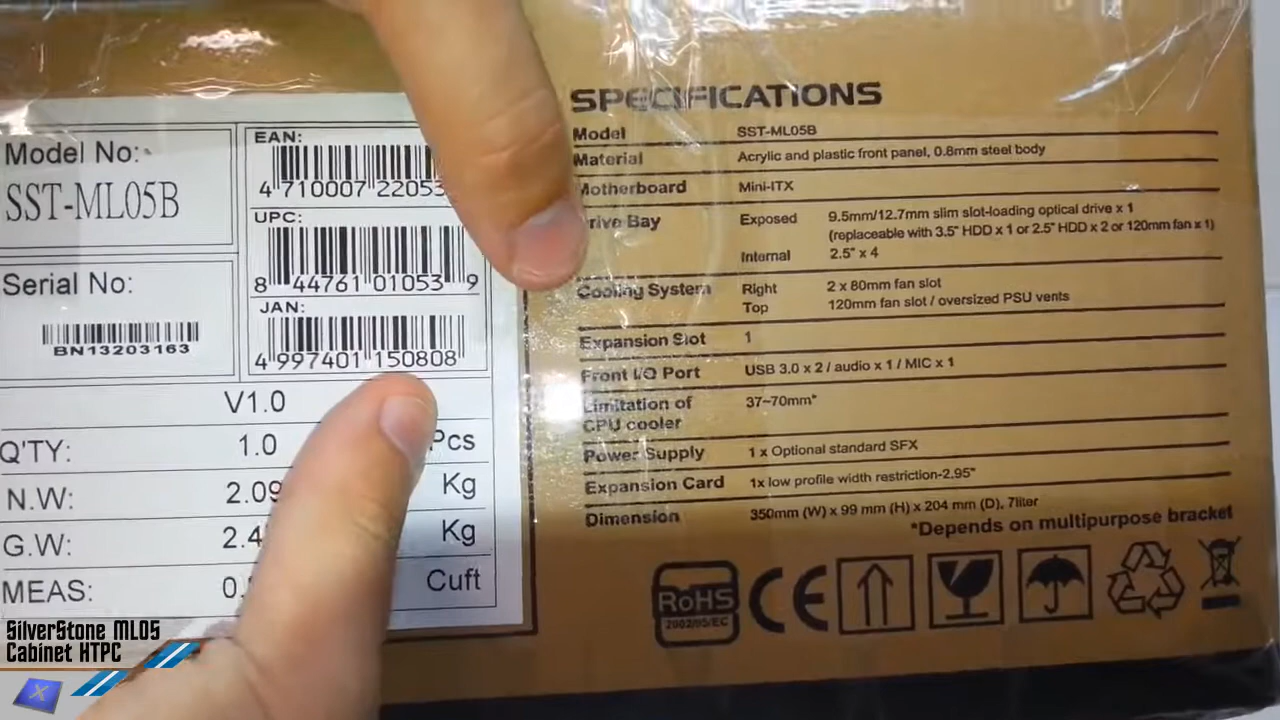 Model No:
SST-ML05B
Serial No:
BN13203163
EAN:
4 710007 22053
UPC:
8 44761 01053 9
JAN:
4 997401 150808
V1.0
Q'TY: 1.0 Pcs
N.W: 2.09 Kg
G.W: 2.4 Kg
MEAS: 0. Cuft
SPECIFICATIONS
Model SST-ML05B
Material Acrylic and plastic front panel, 0.8mm steel body
Motherboard Mini-ITX
Drive Bay Exposed 9.5mm/12.7mm slim slot-loading optical drive x 1
(replaceable with 3.5" HDD x 1 or 2.5" HDD x 2 or 120mm fan x 1)
Internal 2.5" x 4
Cooling System Right 2 x 80mm fan slot
Top 120mm fan slot / oversized PSU vents
Expansion Slot 1
Front I/O Port USB 3.0 x 2 / audio x 1 / MIC x 1
Limitation of CPU cooler 37~70mm*
Power Supply 1 x Optional standard SFX
Expansion Card 1x low profile width restriction-2.95"
Dimension 350mm (W) x 99 mm (H) x 204 mm (D), 7liter
*Depends on multipurpose bracket
RoHS
2002/95/EC
CE
SilverStone ML05
Cabinet HTPC
X